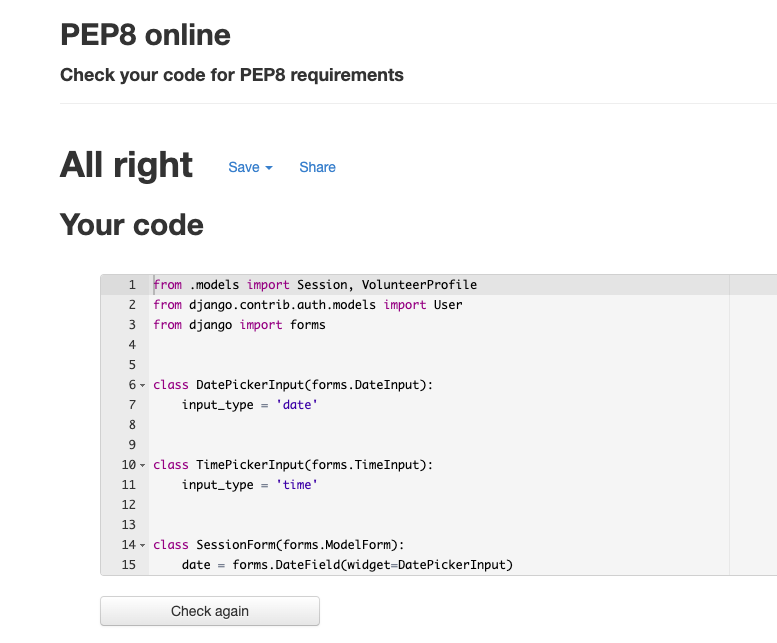 PEP8 online
Check your code for PEP8 requirements
All right Save Share
Your code
1 from .models import Session, VolunteerProfile
2 from django.contrib.auth.models import User
3 from django import forms
4
5
6 class DatePickerInput(forms.DateInput):
7     input_type = 'date'
8
9
10 class TimePickerInput(forms.TimeInput):
11     input_type = 'time'
12
13
14 class SessionForm(forms.ModelForm):
15     date = forms.DateField(widget=DatePickerInput)
Check again